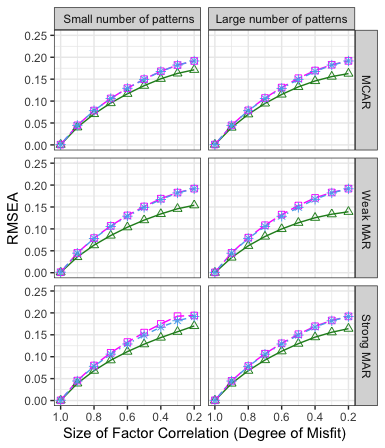 Small number of patterns
Large number of patterns
0.25
0.20
0.15
0.10
0.05
0.00
MCAR
0.25
0.20
0.15
0.10
0.05
0.00
Weak MAR
0.25
0.20
0.15
0.10
0.05
0.00
Strong MAR
RMSEA
1.0 0.8 0.6 0.4 0.2 1.0 0.8 0.6 0.4 0.2
Size of Factor Correlation (Degree of Misfit)